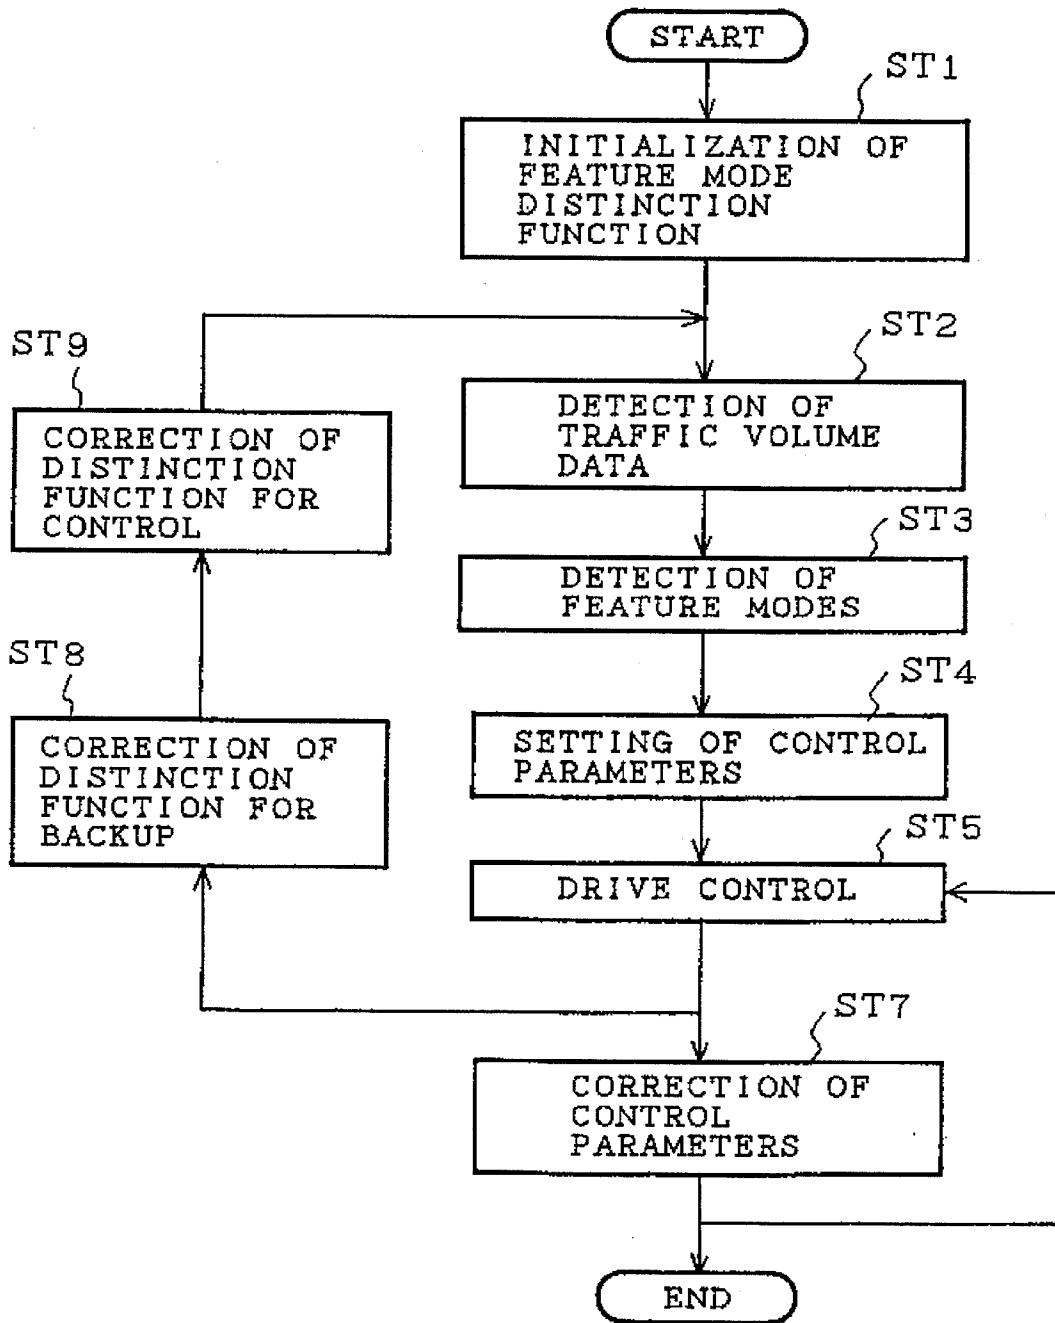 START
ST1
INITIALIZATION OF
FEATURE MODE
DISTINCTION
FUNCTION
ST2
DETECTION OF
TRAFFIC VOLUME
DATA
ST3
DETECTION OF
FEATURE MODES
ST4
SETTING OF CONTROL
PARAMETERS
ST5
DRIVE CONTROL
ST7
CORRECTION OF
CONTROL
PARAMETERS
END
ST8
CORRECTION OF
DISTINCTION
FUNCTION FOR
BACKUP
ST9
CORRECTION OF
DISTINCTION
FUNCTION FOR
CONTROL